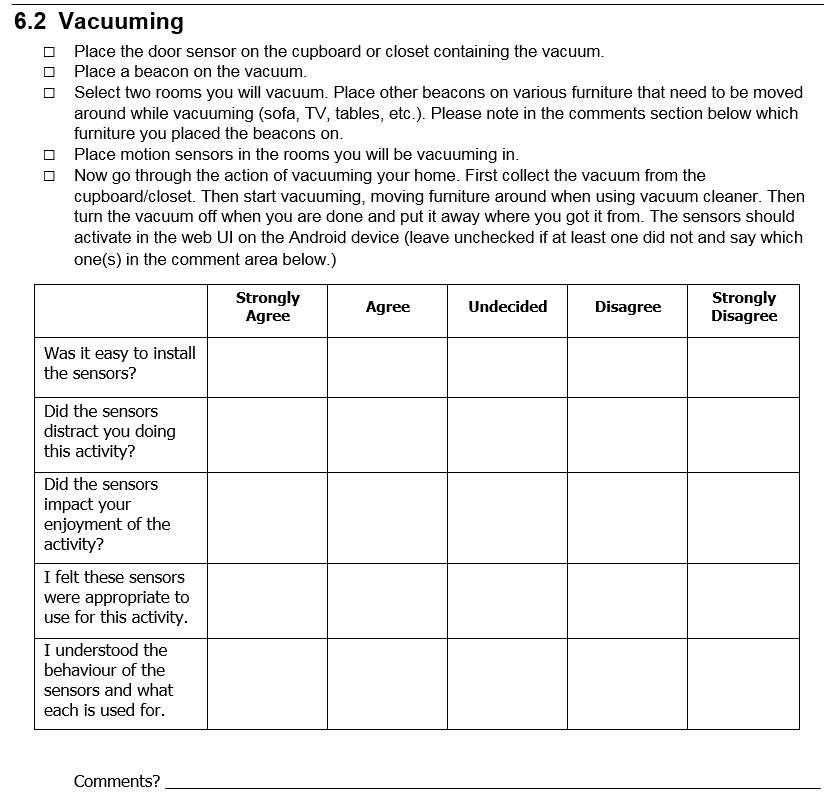 6.2 Vacuuming
□ Place the door sensor on the cupboard or closet containing the vacuum.
□ Place a beacon on the vacuum.
□ Select two rooms you will vacuum. Place other beacons on various furniture that need to be moved
around while vacuuming (sofa, TV, tables, etc.). Please note in the comments section below which
furniture you placed the beacons on.
□ Place motion sensors in the rooms you will be vacuuming in.
□ Now go through the action of vacuuming your home. First collect the vacuum from the
cupboard/closet. Then start vacuuming, moving furniture around when using vacuum cleaner. Then
turn the vacuum off when you are done and put it away where you got it from. The sensors should
activate in the web UI on the Android device (leave unchecked if at least one did not and say which
one(s) in the comment area below.)
Strongly
Agree
Agree
Undecided
Disagree
Strongly
Disagree
Was it easy to install
the sensors?
Did the sensors
distract you doing
this activity?
Did the sensors
impact your
enjoyment of the
activity?
I felt these sensors
were appropriate to
use for this activity.
I understood the
behaviour of the
sensors and what
each is used for.
Comments?